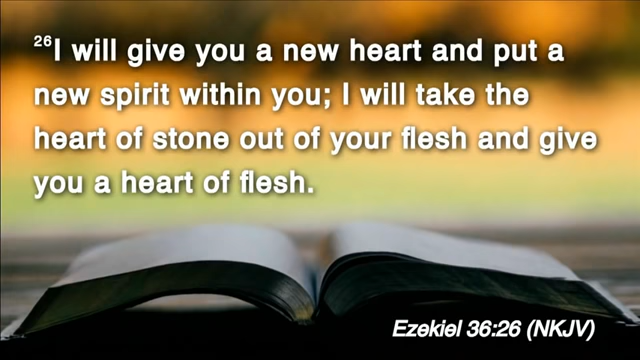 26I will give you a new heart and put a
new spirit within you; I will take the
heart of stone out of your flesh and give
you a heart of flesh.
Ezekiel 36:26 (NKJV)